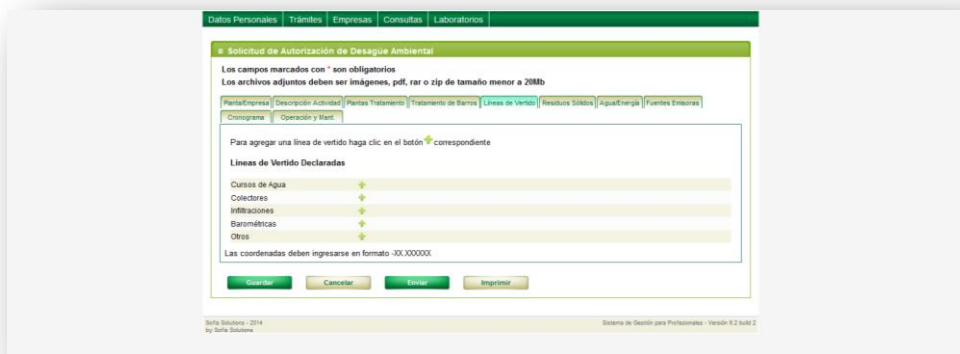 Datos Personales Trámites Empresas Consultas Laboratorios
Solicitud de Autorización de Desagüe Ambiental
Los campos marcados con * son obligatorios
Los archivos adjuntos deben ser imágenes, pdf, rar o zip de tamaño menor a 20Mb
Planta/Empresa Descripción Actividad Plantas Tratamiento Tratamiento de Barros Líneas de Vertido Residuos Sólidos Agua/Energía Fuentes Emisoras
Cronograma Operación y Mant.
Para agregar una línea de vertido haga clic en el botón correspondiente
Líneas de Vertido Declaradas
Cursos de Agua
Colectores
Infiltraciones
Barométricas
Otros
Las coordenadas deben ingresarse en formato -XX.XXXXXX
Guardar Cancelar Enviar Imprimir
Sofis Solutions - 2014 Sistema de Gestión para Profesionales - Versión 9.2 build 2
by Sofis Solutions